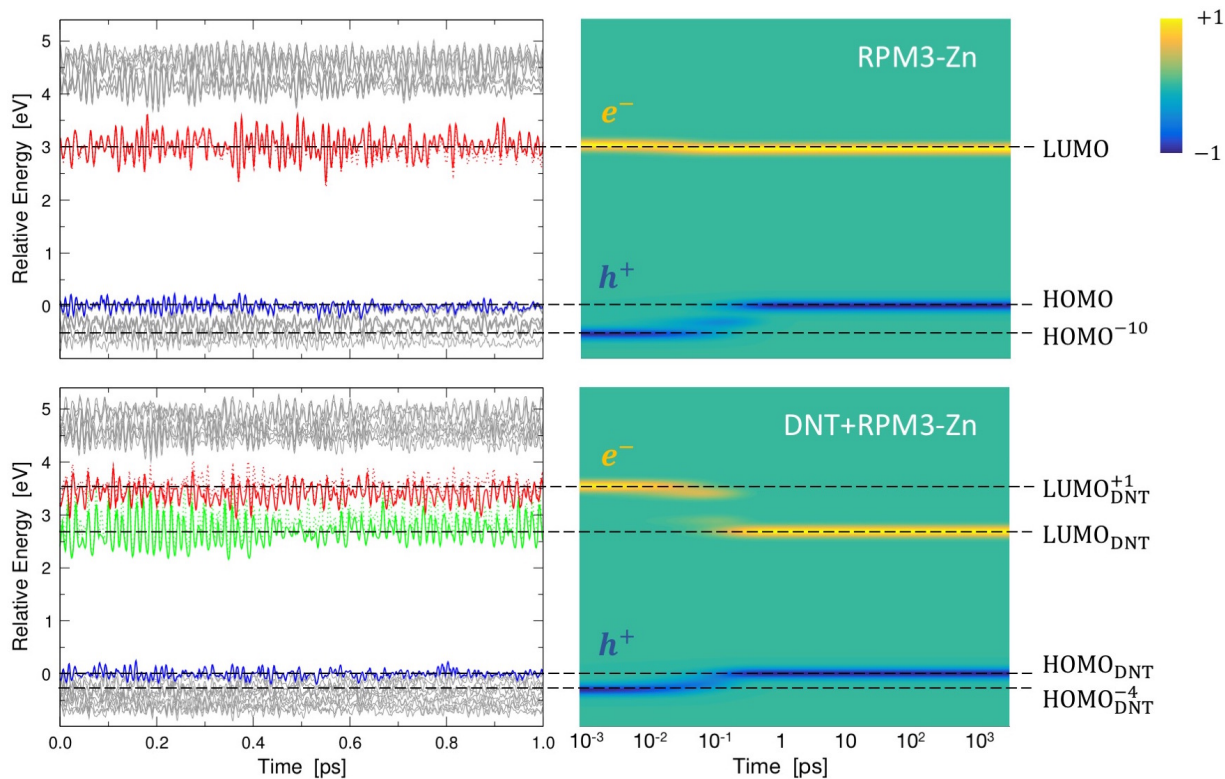 +1
−1
RPM3-Zn
e⁻
h⁺
LUMO
HOMO
HOMO⁻¹⁰
Relative Energy [eV]
5
4
3
2
1
0
DNT+RPM3-Zn
e⁻
h⁺
LUMO⁺¹DNT
LUMODNT
HOMODNT
HOMO⁻⁴DNT
Relative Energy [eV]
5
4
3
2
1
0
0.0 0.2 0.4 0.6 0.8 1.0
Time [ps]
10⁻³ 10⁻² 10⁻¹ 1 10 10² 10³
Time [ps]